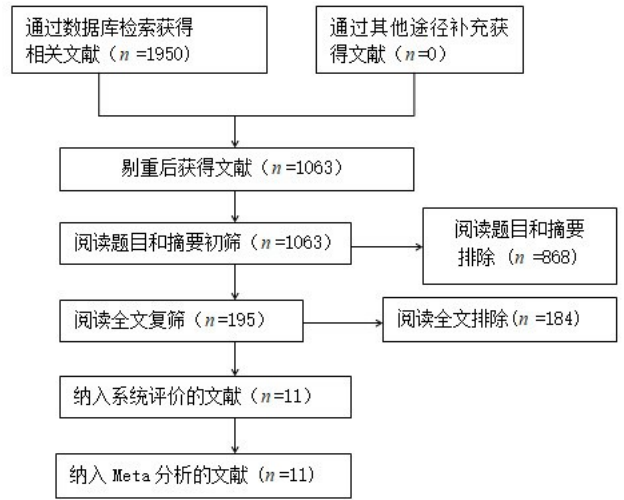 通过数据库检索获得
相关文献（n =1950）
通过其他途径补充获
得文献（n=0）
剔重后获得文献（n=1063）
阅读题目和摘要初筛（n=1063）
阅读题目和摘要
排除（n =868）
阅读全文复筛（n=195）
阅读全文排除(n =184)
纳入系统评价的文献（n=11）
纳入 Meta 分析的文献（n=11)